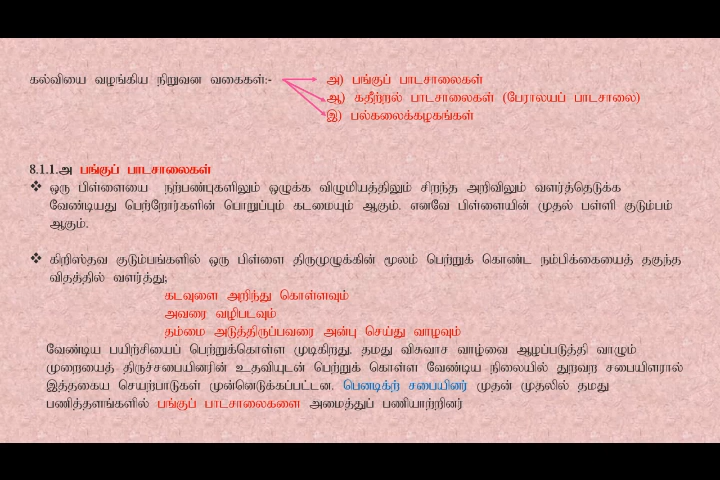 கல்வியை வழங்கிய நிறுவன வகைகள்:- அ) பங்குப் பாடசாலைகள்
ஆ) கதீற்றல் பாடசாலைகள் (பேராலயப் பாடசாலை)
இ) பல்கலைக்கழகங்கள்
8.1.1.அ பங்குப் பாடசாலைகள்
❖ ஒரு பிள்ளையை நற்பண்புகளிலும் ஒழுக்க விழுமியத்திலும் சிறந்த அறிவிலும் வளர்த்தெடுக்க
வேண்டியது பெற்றோர்களின் பொறுப்பும் கடமையும் ஆகும். எனவே பிள்ளையின் முதல் பள்ளி குடும்பம்
ஆகும்.
❖ கிறிஸ்தவ குடும்பங்களில் ஒரு பிள்ளை திருமுழுக்கின் மூலம் பெற்றுக் கொண்ட நம்பிக்கையைத் தகுந்த
விதத்தில் வளர்த்து;
கடவுளை அறிந்து கொள்ளவும்
அவரை வழிபடவும்
தம்மை அடுத்திருப்பவரை அன்பு செய்து வாழவும்
வேண்டிய பயிற்சியைப் பெற்றுக்கொள்ள முடிகிறது. தமது விசுவாச வாழ்வை ஆழப்படுத்தி வாழும்
முறையைத் திருச்சபையினரின் உதவியுடன் பெற்றுக் கொள்ள வேண்டிய நிலையில் துறவற சபையினரால்
இத்தகைய செயற்பாடுகள் முன்னெடுக்கப்பட்டன. பெனடிக்ற் சபையினர் முதன் முதலில் தமது
பணித்தளங்களில் பங்குப் பாடசாலைகளை அமைத்துப் பணியாற்றினர்